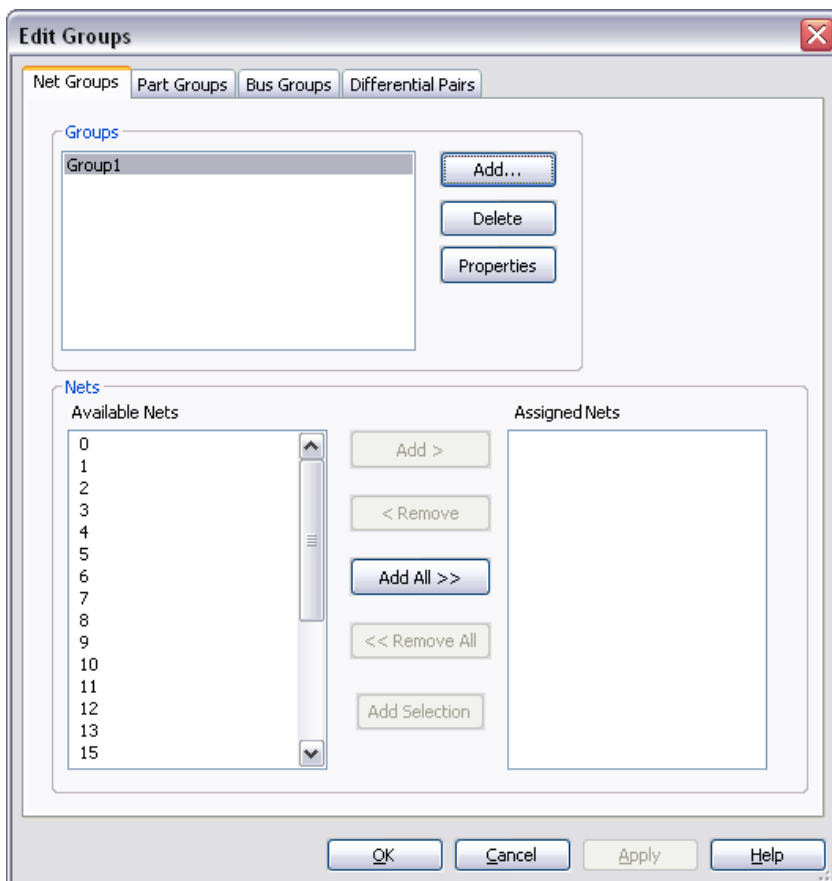 Edit Groups
Net Groups Part Groups Bus Groups Differential Pairs
Groups
Group1
Add...
Delete
Properties
Nets
Available Nets
0
1
2
3
4
5
6
7
8
9
10
11
12
13
15
Add >
< Remove
Add All >>
<< Remove All
Add Selection
Assigned Nets
OK Cancel Apply Help